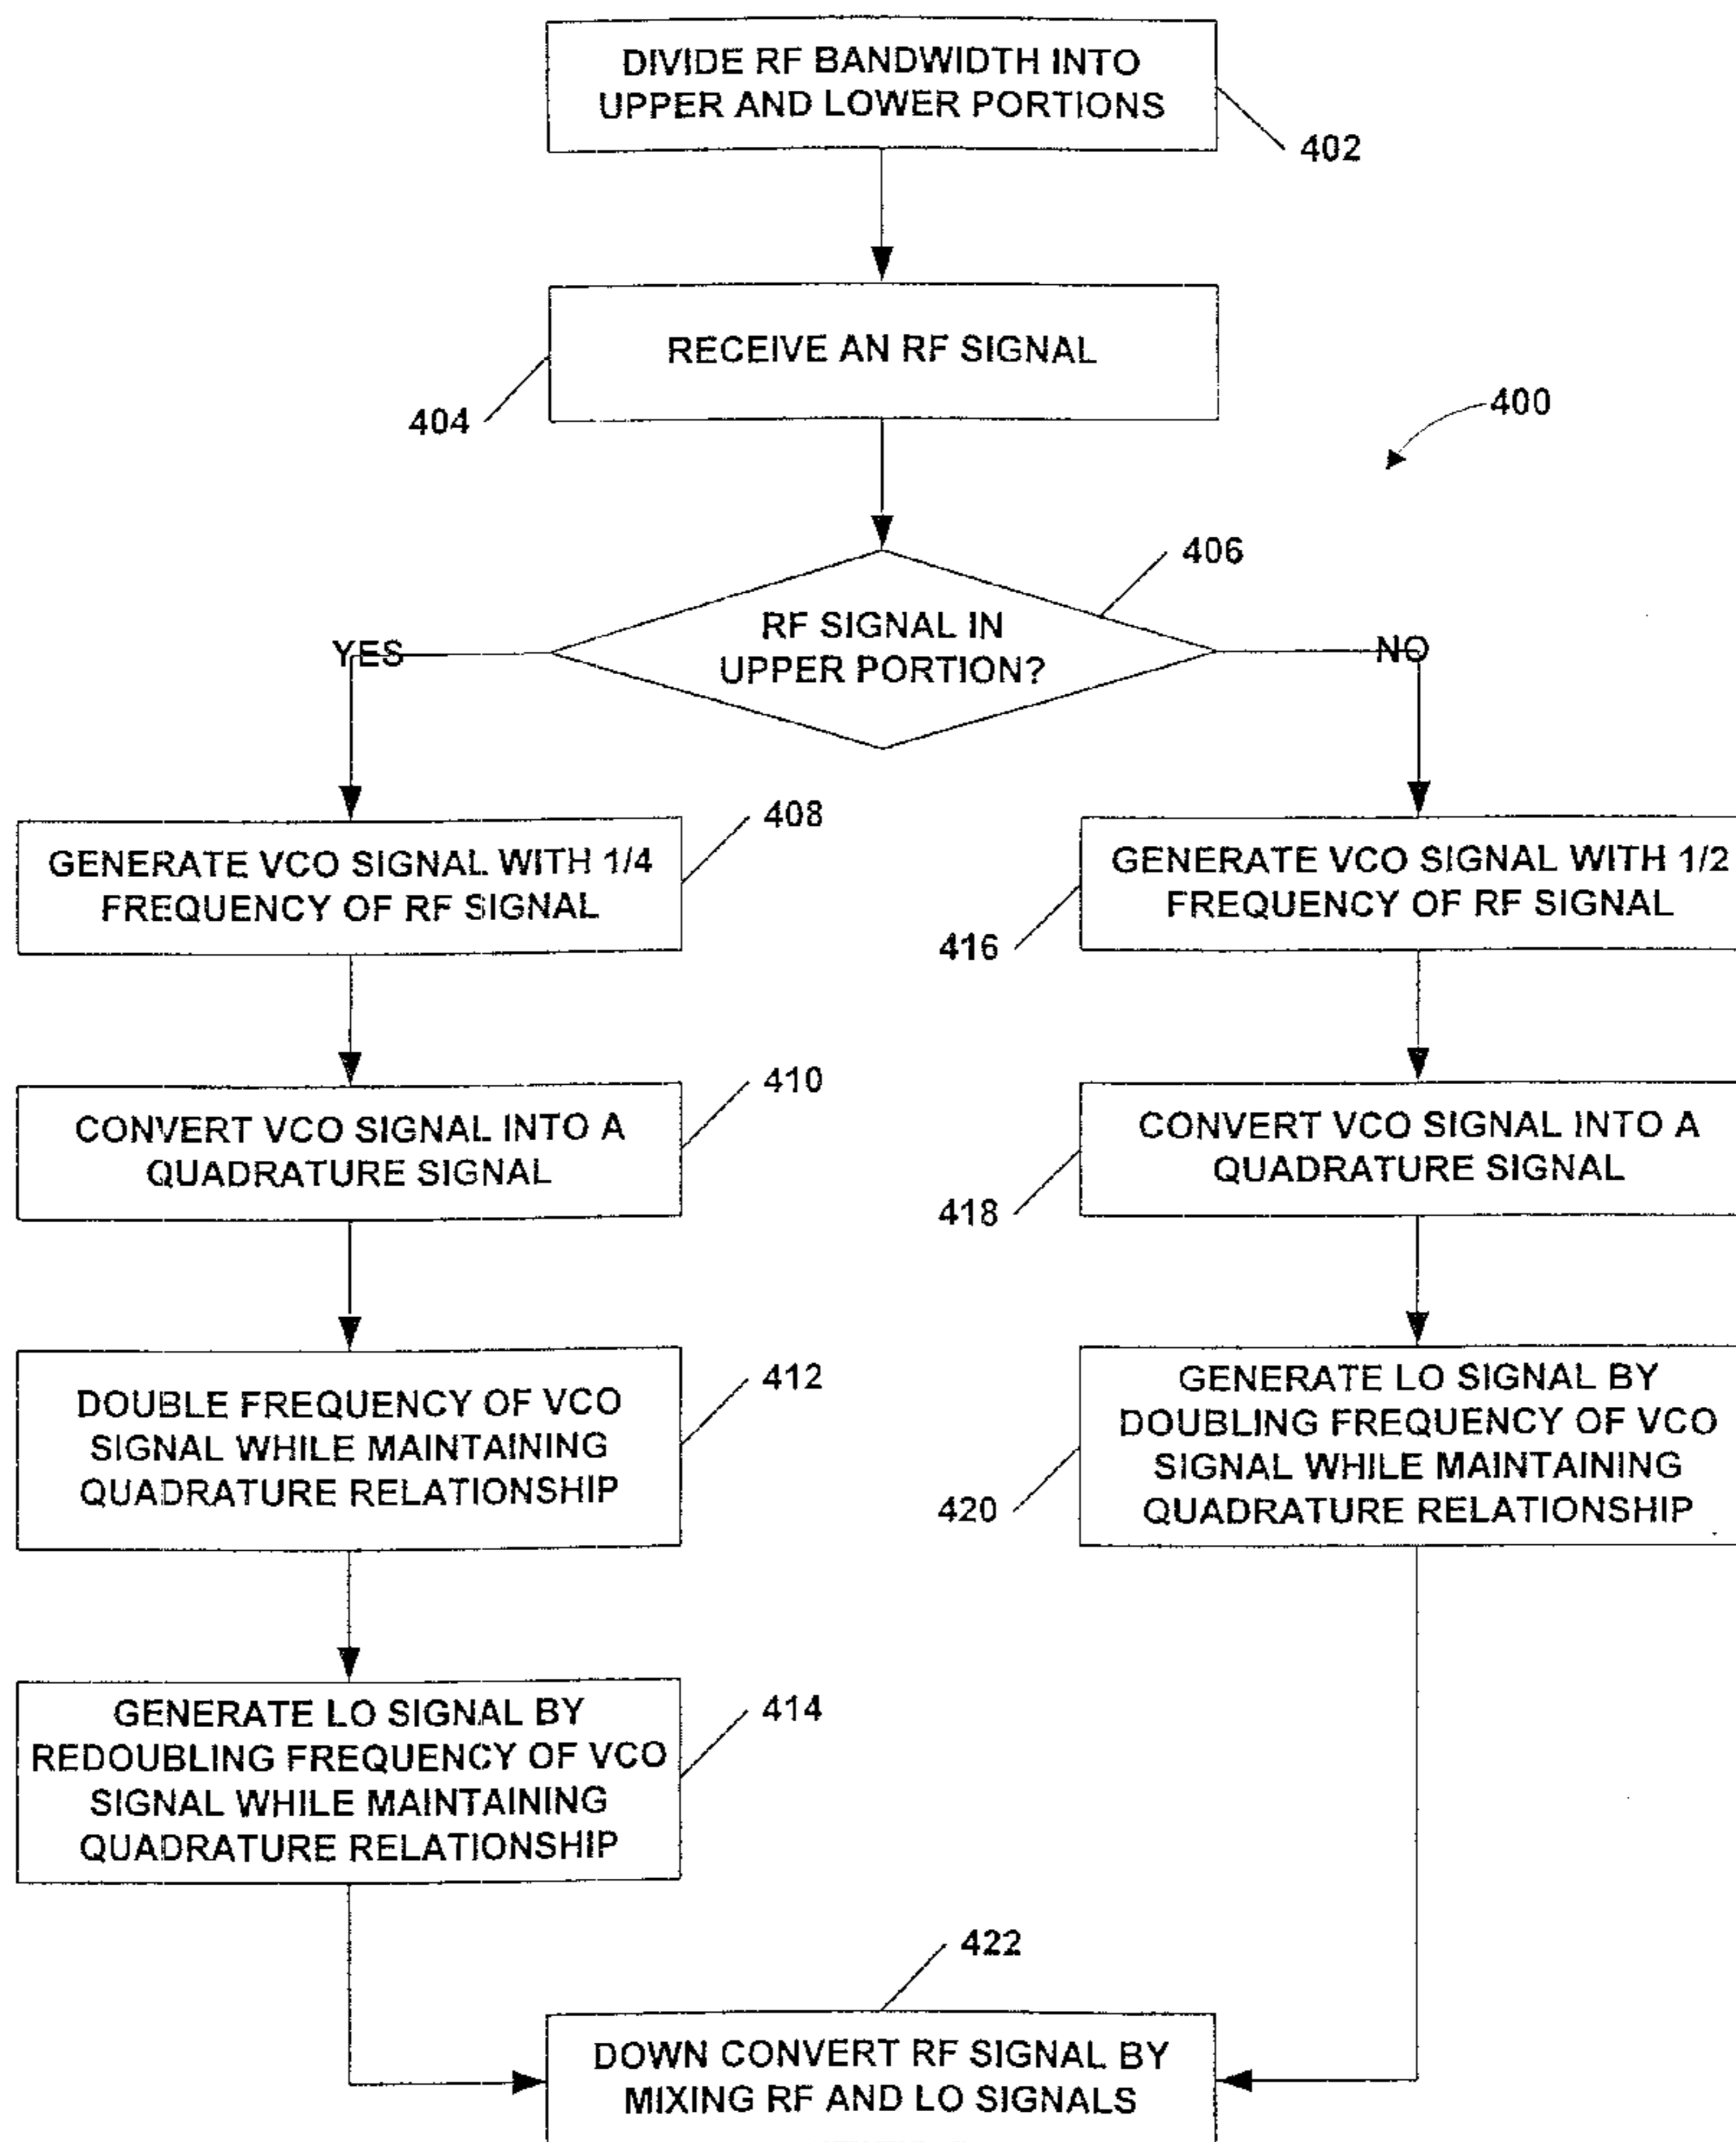 DIVIDE RF BANDWIDTH INTO
UPPER AND LOWER PORTIONS
402
RECEIVE AN RF SIGNAL
404
400
406
RF SIGNAL IN
UPPER PORTION?
YES
NO
408
GENERATE VCO SIGNAL WITH 1/4
FREQUENCY OF RF SIGNAL
GENERATE VCO SIGNAL WITH 1/2
FREQUENCY OF RF SIGNAL
416
410
CONVERT VCO SIGNAL INTO A
QUADRATURE SIGNAL
CONVERT VCO SIGNAL INTO A
QUADRATURE SIGNAL
418
412
DOUBLE FREQUENCY OF VCO
SIGNAL WHILE MAINTAINING
QUADRATURE RELATIONSHIP
GENERATE LO SIGNAL BY
DOUBLING FREQUENCY OF VCO
SIGNAL WHILE MAINTAINING
QUADRATURE RELATIONSHIP
420
GENERATE LO SIGNAL BY
REDOUBLING FREQUENCY OF VCO
SIGNAL WHILE MAINTAINING
QUADRATURE RELATIONSHIP
414
422
DOWN CONVERT RF SIGNAL BY
MIXING RF AND LO SIGNALS